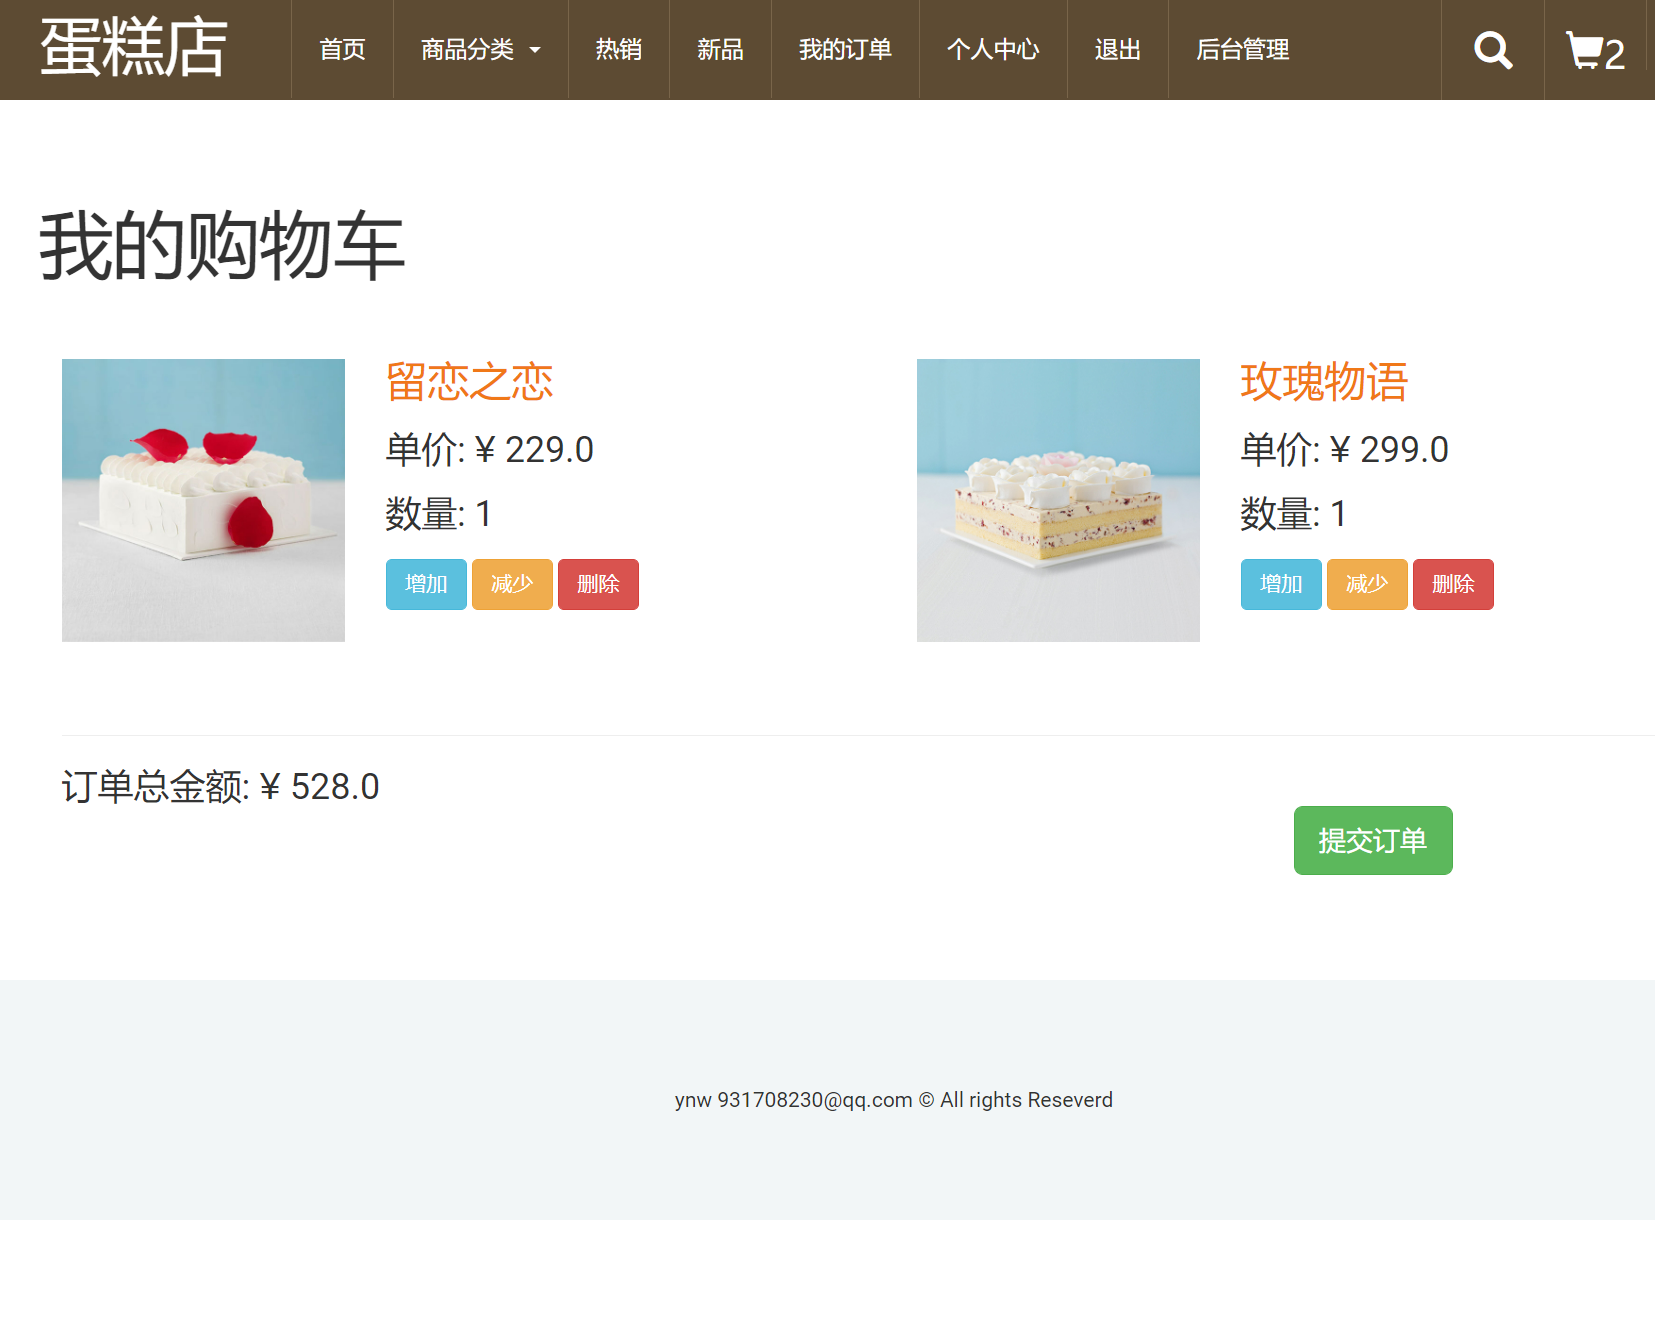 蛋糕店 首页 商品分类 热销 新品 我的订单 个人中心 退出 后台管理 2
我的购物车
留恋之恋
单价: ¥ 229.0
数量: 1
增加 减少 删除
玫瑰物语
单价: ¥ 299.0
数量: 1
增加 减少 删除
订单总金额: ¥ 528.0
提交订单
ynw 931708230@qq.com © All rights Reseverd